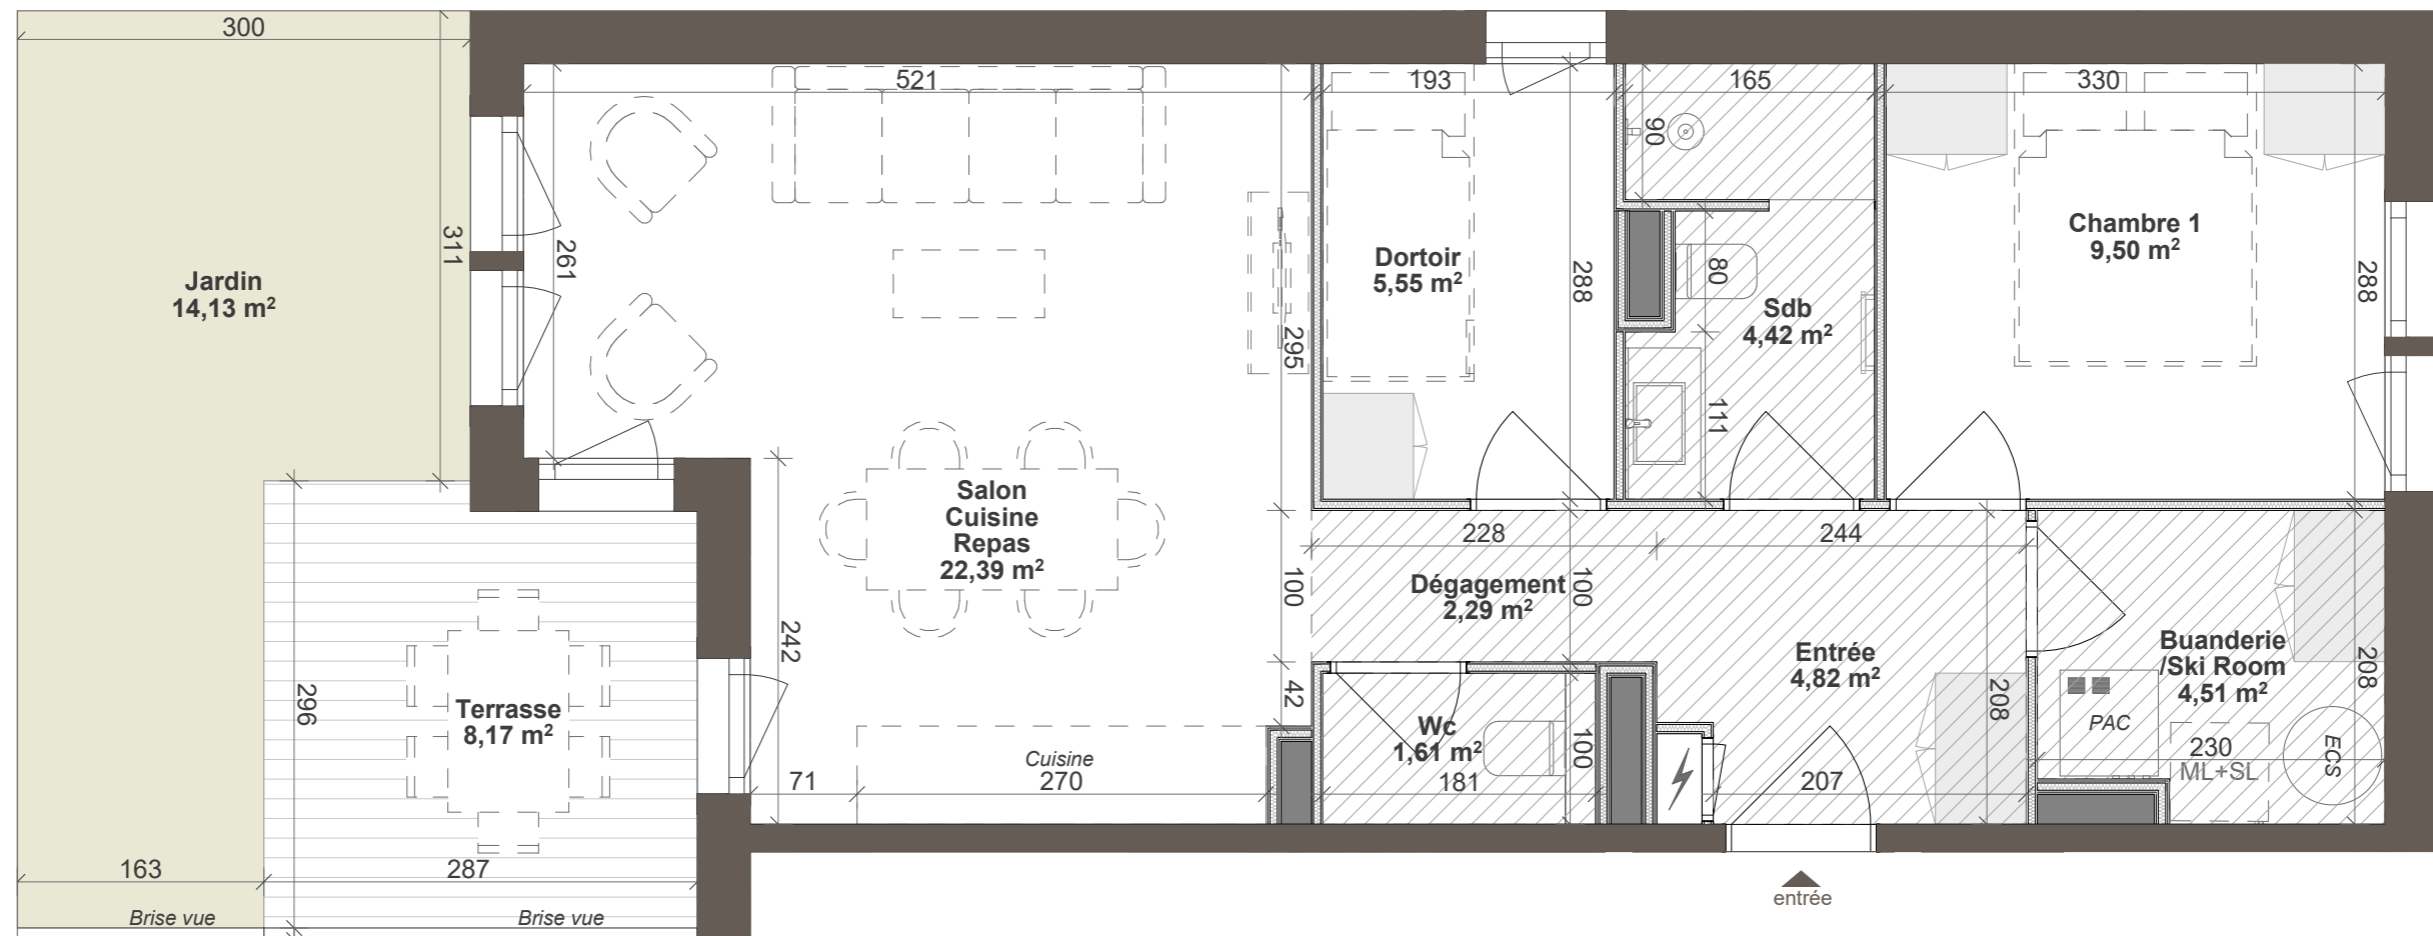 300
521
193
165
330
90
311
261
Jardin
14,13 m²
295
Dortoir
5,55 m²
288
80
Sdb
4,42 m²
111
Chambre 1
9,50 m²
288
Salon
Cuisine
Repas
22,39 m²
228
244
100
Dégagement
2,29 m²
100
242
42
Entrée
4,82 m²
208
Buanderie
/Ski Room
4,51 m²
208
296
Terrasse
8,17 m²
Wc
1,61 m²
100
PAC
230
ML+SL
ECS
Cuisine
71
270
181
207
163
287
Brise vue
Brise vue
entrée